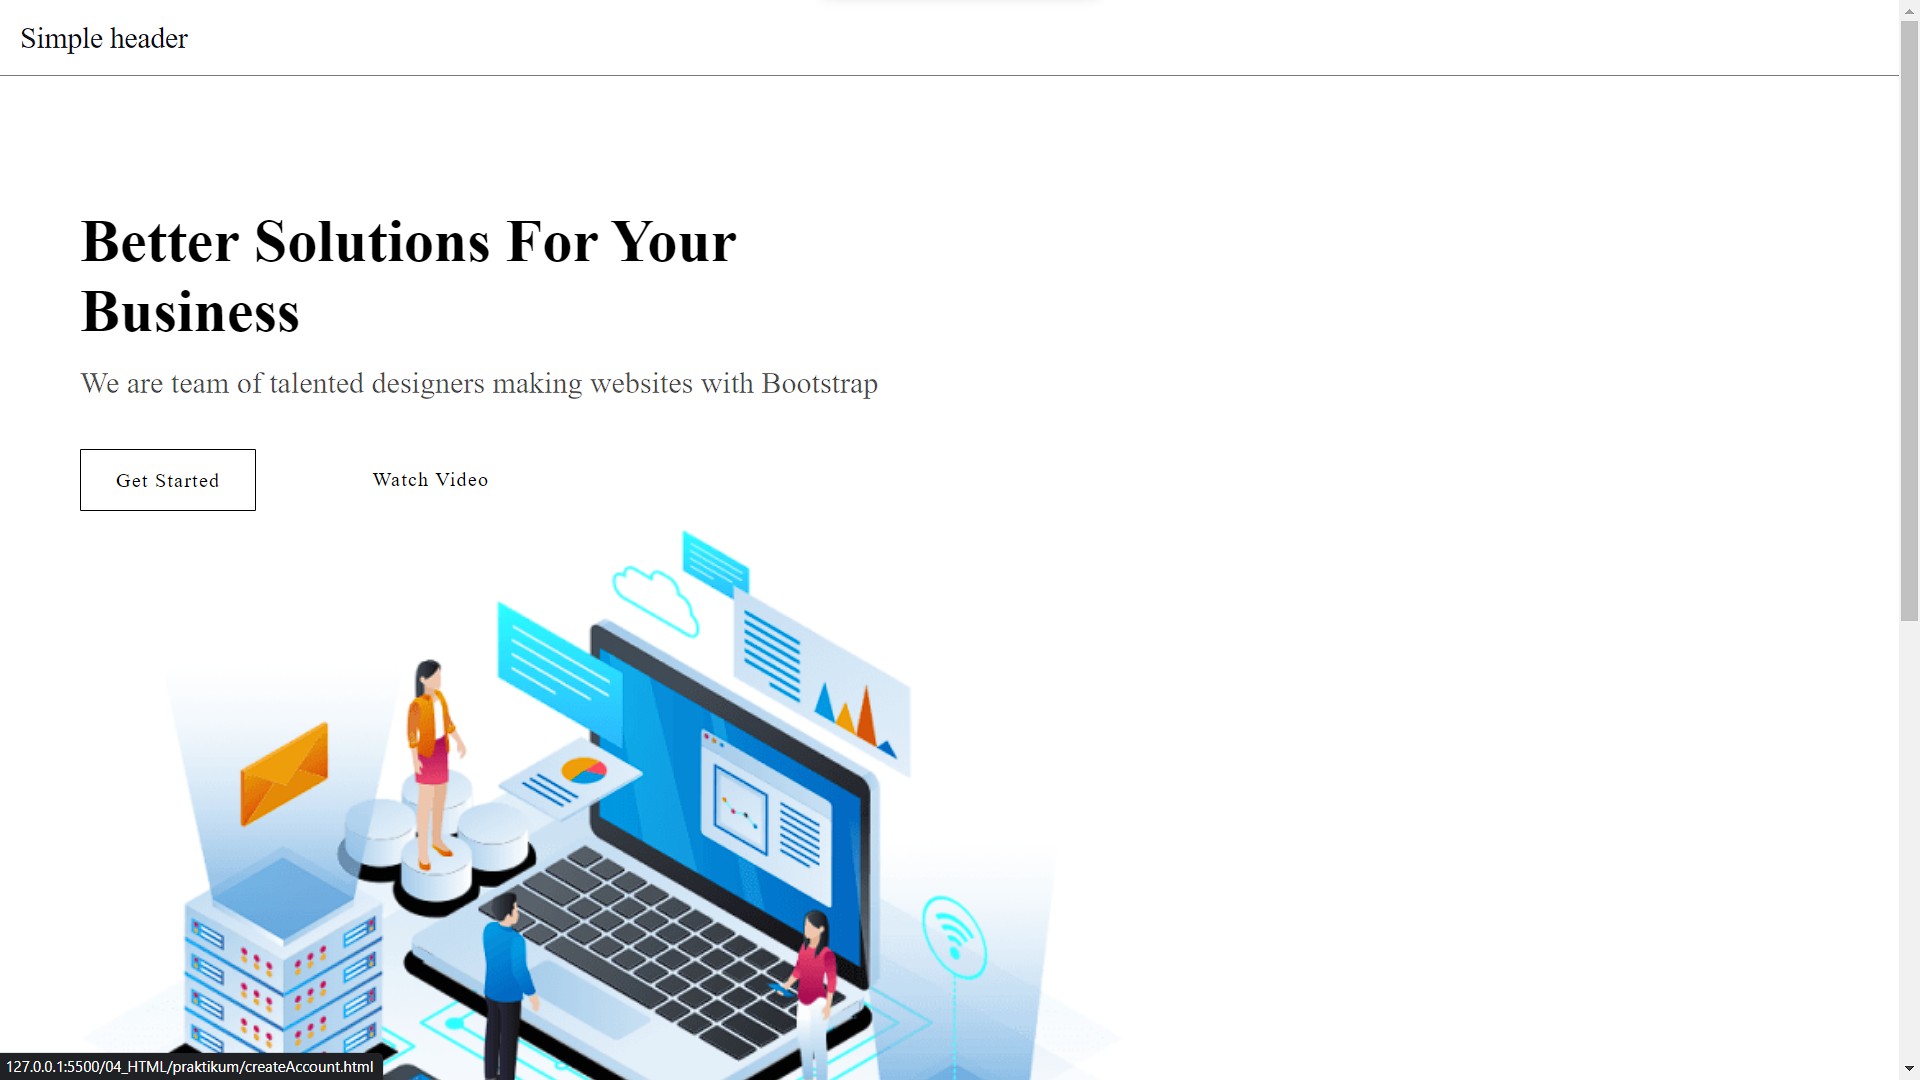 Simple header
Better Solutions For Your
Business
We are team of talented designers making websites with Bootstrap
Get Started
Watch Video
127.0.0.1:5500/04_HTML/praktikum/createAccount.html